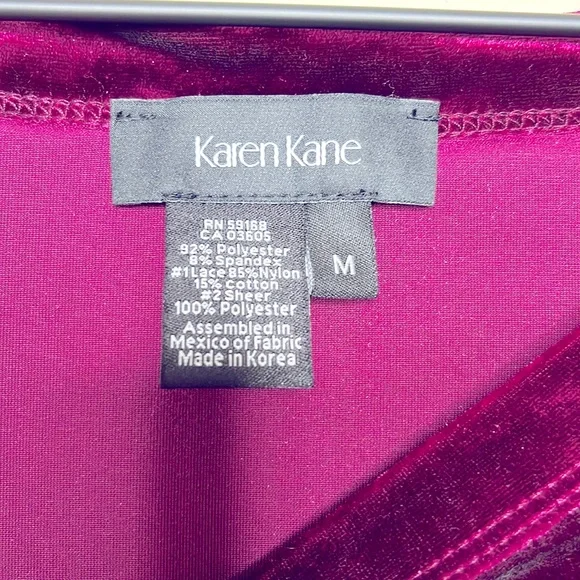 Karen Kane
RN 59168
CA 03605
92% Polyester
8% Spandex
#1 Lace 85% Nylon
15% Cotton
#2 Sheer
100% Polyester
Assembled in
Mexico of Fabric
Made in Korea
M